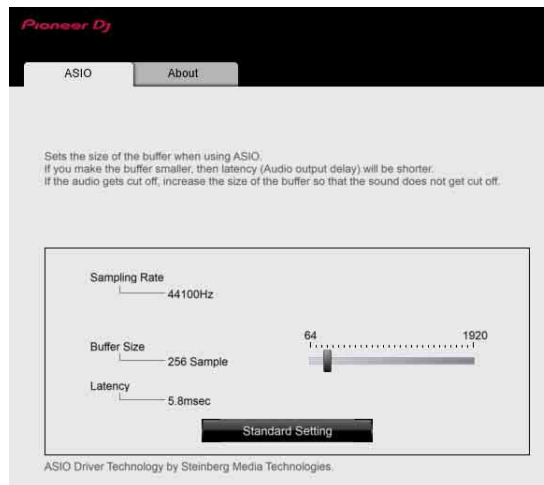 Pioneer Dj
ASIO About
Sets the size of the buffer when using ASIO.
If you make the buffer smaller, then latency (Audio output delay) will be shorter.
If the audio gets cut off, increase the size of the buffer so that the sound does not get cut off.
Sampling Rate
44100Hz
64 1920
Buffer Size
256 Sample
Latency
5.8msec
Standard Setting
ASIO Driver Technology by Steinberg Media Technologies.